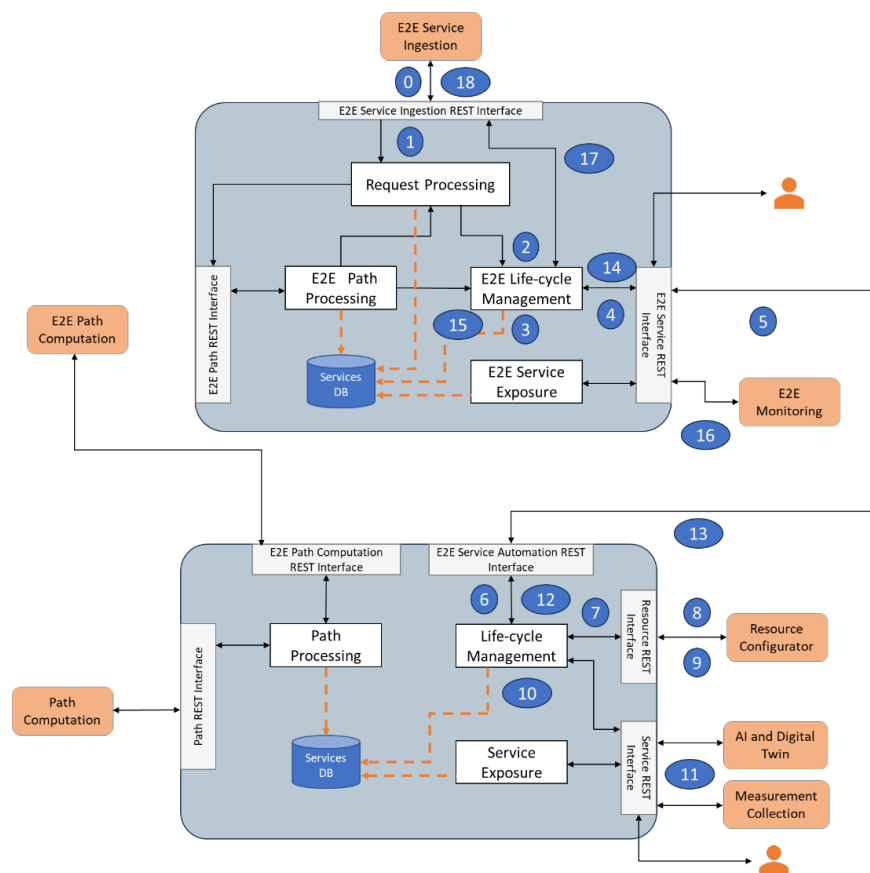 E2E Service
Ingestion
0
18
E2E Service Ingestion REST Interface
1
17
Request Processing
2
14
E2E Path
Processing
E2E Life-cycle
Management
E2E Path REST Interface
E2E Service REST
Interface
15
3
4
5
E2E Path
Computation
Services
DB
E2E Service
Exposure
E2E
Monitoring
16
13
E2E Path Computation
REST Interface
E2E Service Automation REST
Interface
6
12
7
8
Path
Processing
Life-cycle
Management
Resource REST
Interface
Resource
Configurator
9
10
Path REST Interface
Path
Computation
Services
DB
Service
Exposure
Service REST
Interface
AI and Digital
Twin
11
Measurement
Collection